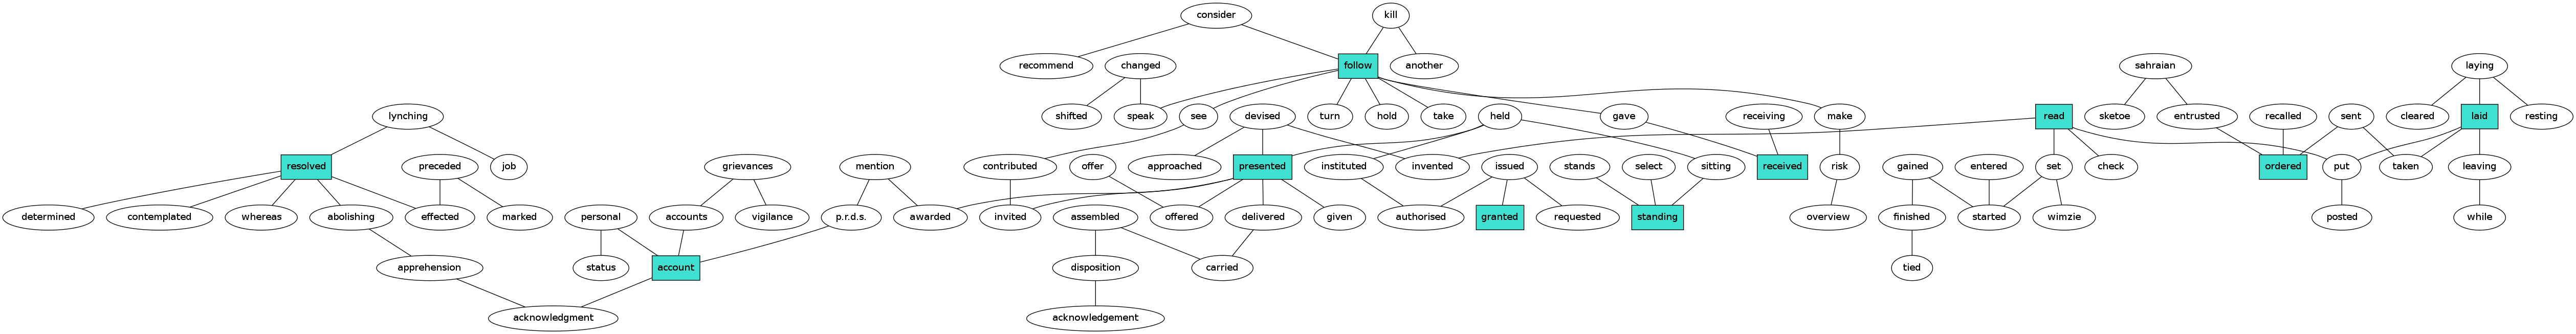 consider
kill
recommend
changed
follow
another
sahraian
laying
lynching
shifted
speak
see
devised
turn
hold
take
held
gave
receiving
make
read
sketoe
entrusted
recalled
sent
cleared
laid
resting
resolved
preceded
job
grievances
mention
contributed
offer
approached
presented
instituted
invented
issued
stands
select
sitting
received
risk
gained
entered
set
check
ordered
put
taken
leaving
determined
contemplated
whereas
abolishing
effected
marked
personal
accounts
vigilance
p.r.d.s.
awarded
invited
assembled
offered
delivered
given
authorised
granted
requested
standing
overview
finished
started
wimzie
posted
while
apprehension
status
account
disposition
carried
tied
acknowledgment
acknowledgement